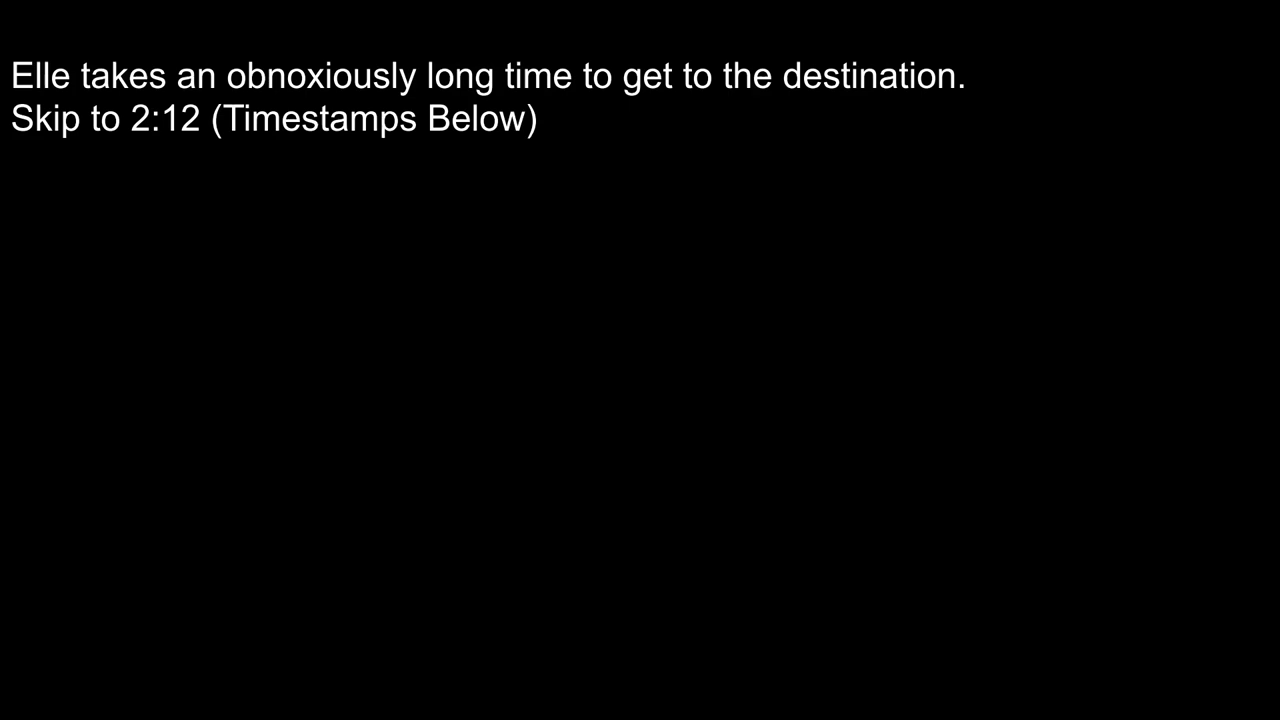 Elle takes an obnoxiously long time to get to the destination.
Skip to 2:12 (Timestamps Below)